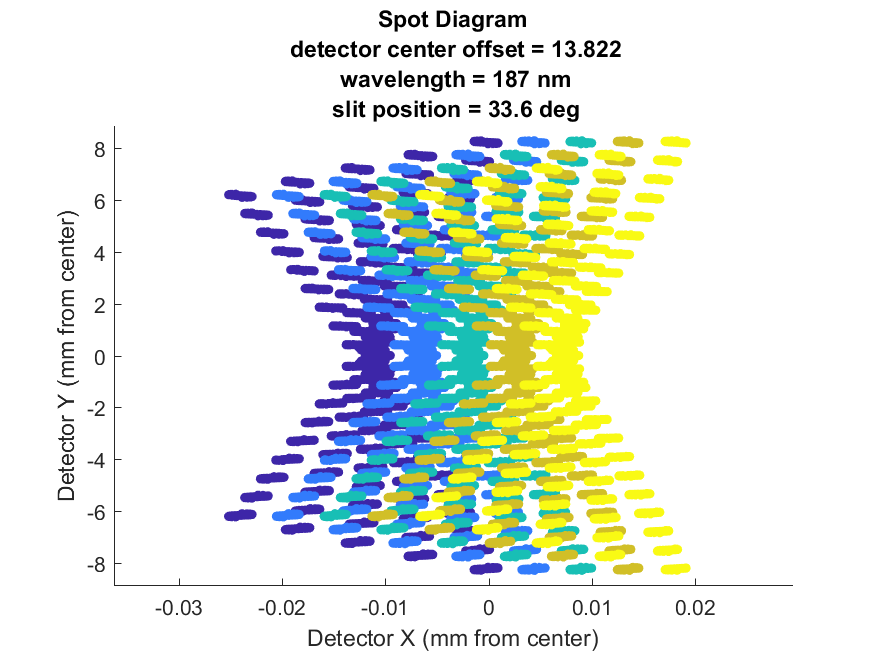 Spot Diagram
detector center offset = 13.822
wavelength = 187 nm
slit position = 33.6 deg
8
6
4
2
0
-2
-4
-6
-8
Detector Y (mm from center)
-0.03
-0.02
-0.01
0
0.01
0.02
Detector X (mm from center)